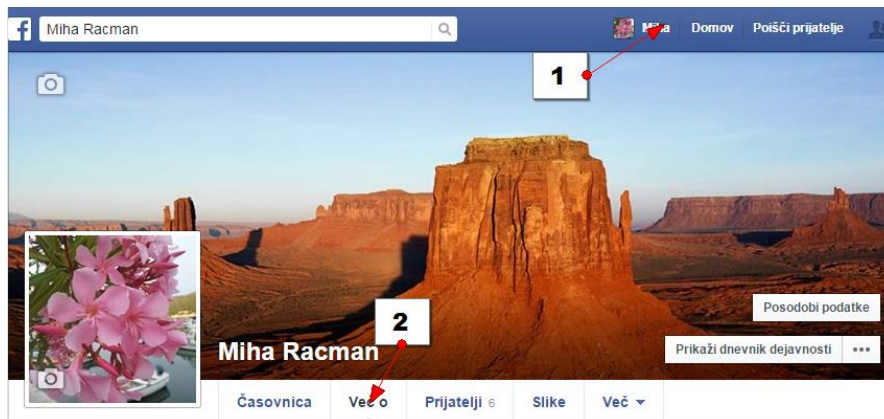 f Miha Racman Miha Domov Poišči prijatelje
1
Posodobi podatke
2
Miha Racman Prikaži dnevnik dejavnosti
Časovnica Več o Prijatelji 6 Slike Več